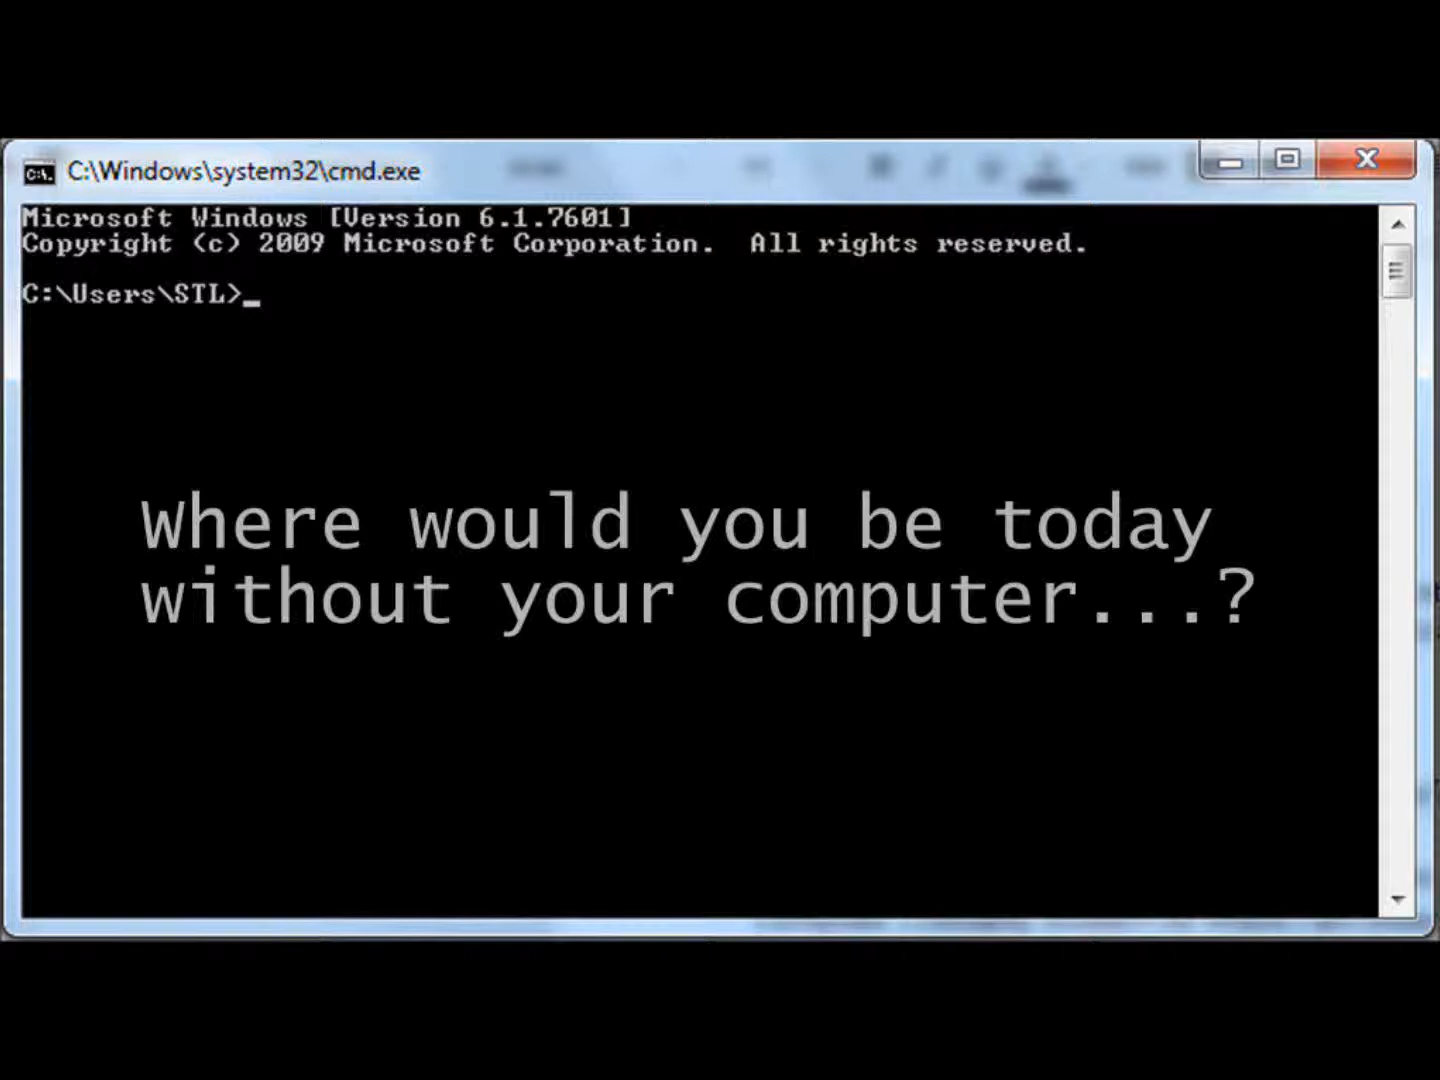 C:\Windows\system32\cmd.exe
Microsoft Windows [Version 6.1.7601]
Copyright (c) 2009 Microsoft Corporation.  All rights reserved.
C:\Users\STL>_
Where would you be today
without your computer...?